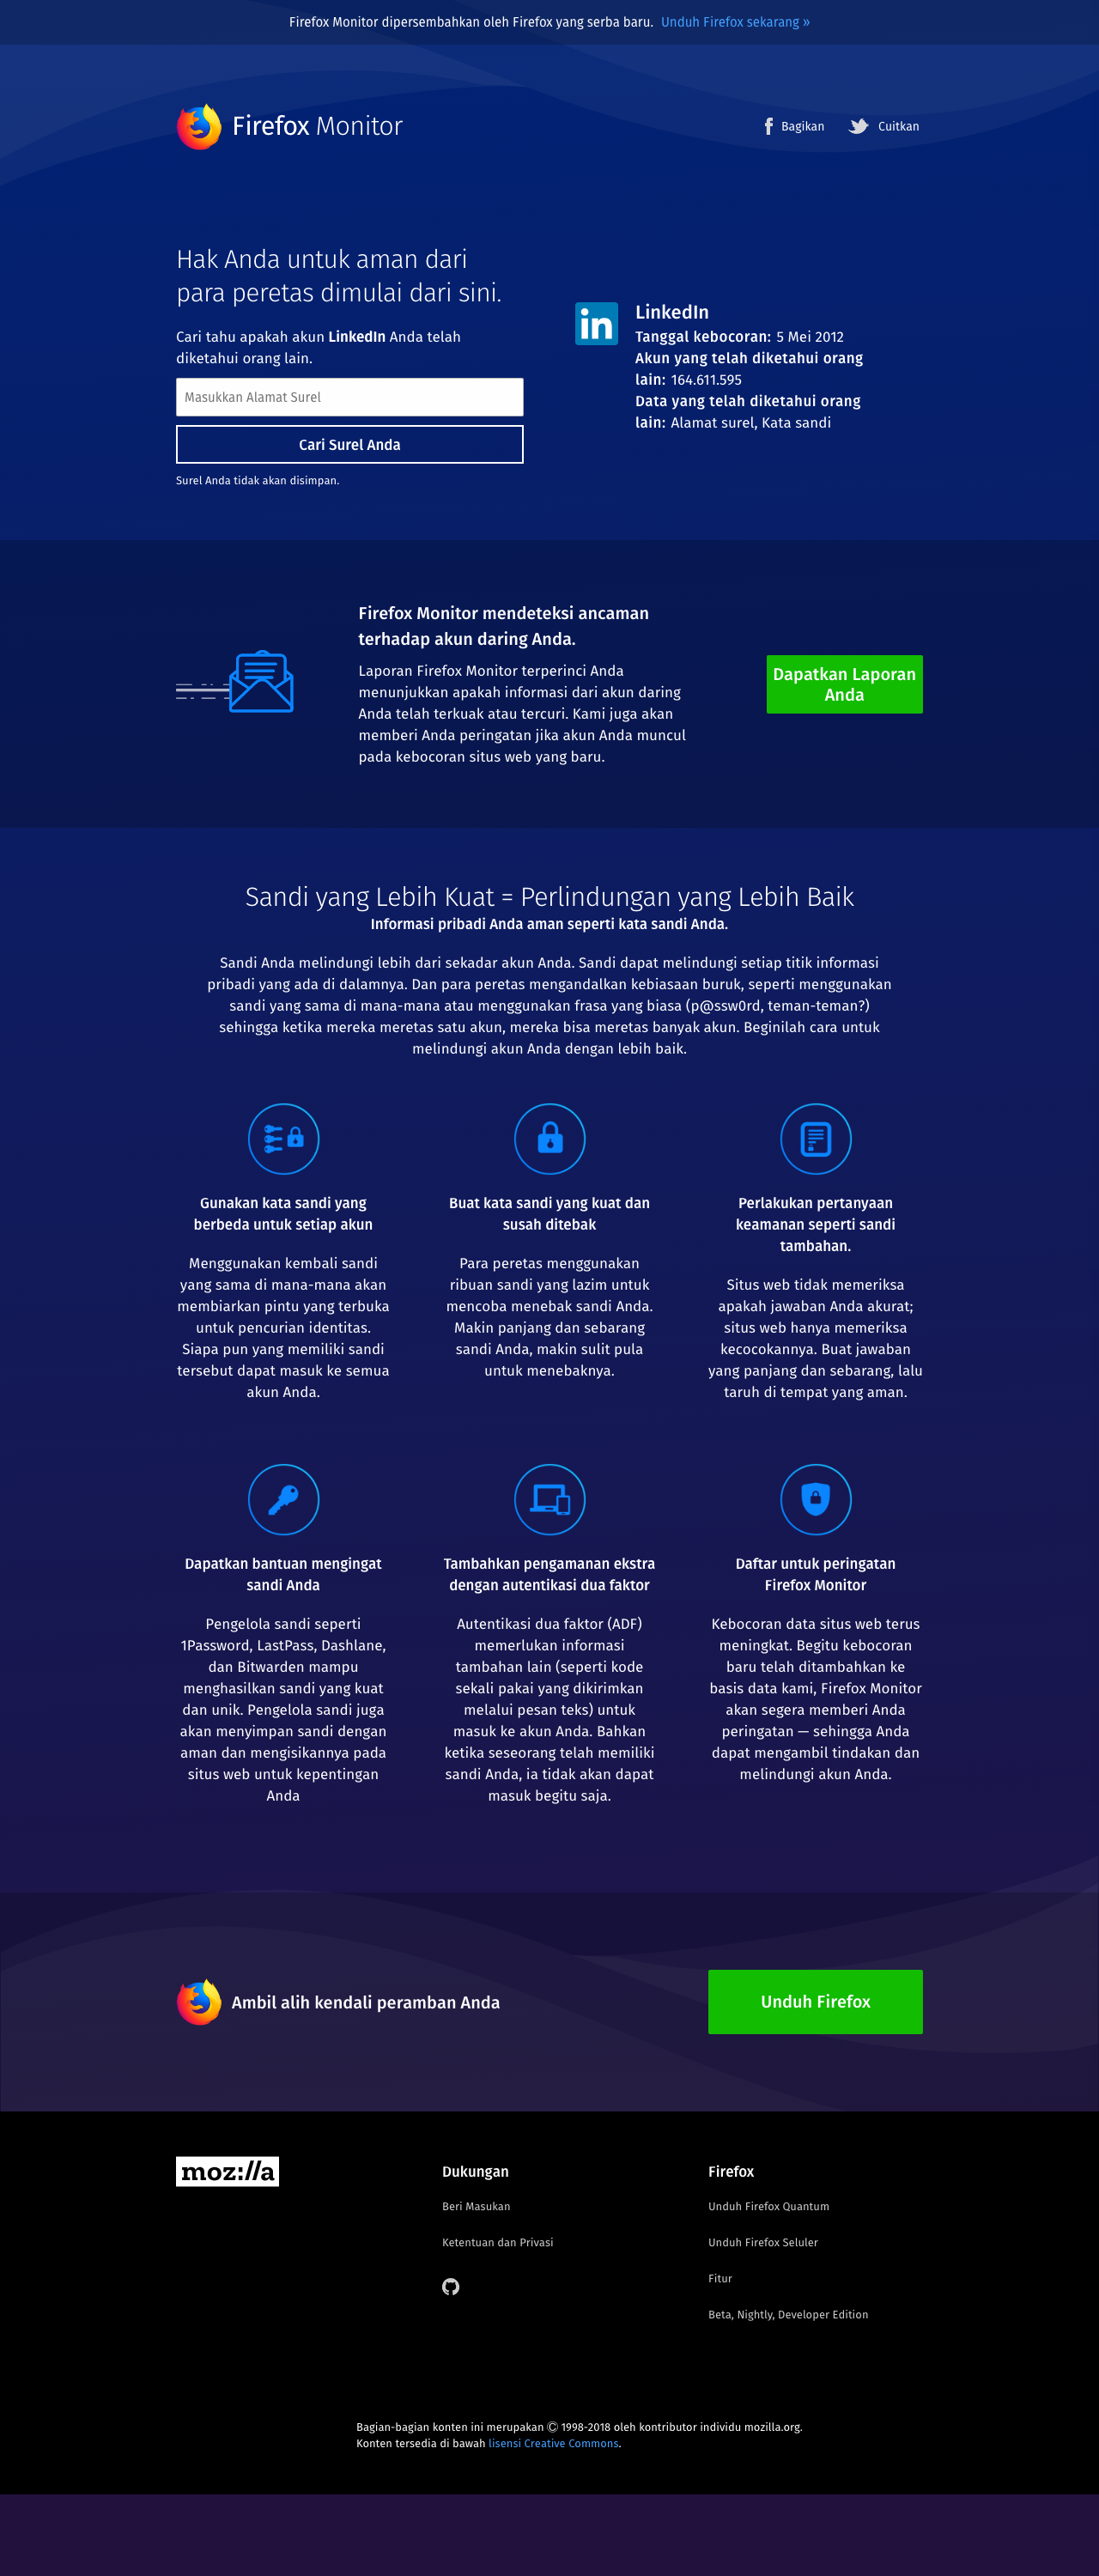 Firefox Monitor dipersembahkan oleh Firefox yang serba baru. Unduh Firefox sekarang »
Firefox Monitor
Bagikan
Cuitkan
Hak Anda untuk aman dari
para peretas dimulai dari sini.
Cari tahu apakah akun LinkedIn Anda telah
diketahui orang lain.
Masukkan Alamat Surel
Cari Surel Anda
Surel Anda tidak akan disimpan.
in
LinkedIn
Tanggal kebocoran: 5 Mei 2012
Akun yang telah diketahui orang
lain: 164.611.595
Data yang telah diketahui orang
lain: Alamat surel, Kata sandi
Firefox Monitor mendeteksi ancaman
terhadap akun daring Anda.
Laporan Firefox Monitor terperinci Anda
menunjukkan apakah informasi dari akun daring
Anda telah terkuak atau tercuri. Kami juga akan
memberi Anda peringatan jika akun Anda muncul
pada kebocoran situs web yang baru.
Dapatkan Laporan
Anda
Sandi yang Lebih Kuat = Perlindungan yang Lebih Baik
Informasi pribadi Anda aman seperti kata sandi Anda.
Sandi Anda melindungi lebih dari sekadar akun Anda. Sandi dapat melindungi setiap titik informasi
pribadi yang ada di dalamnya. Dan para peretas mengandalkan kebiasaan buruk, seperti menggunakan
sandi yang sama di mana-mana atau menggunakan frasa yang biasa (p@ssw0rd, teman-teman?)
sehingga ketika mereka meretas satu akun, mereka bisa meretas banyak akun. Beginilah cara untuk
melindungi akun Anda dengan lebih baik.
Gunakan kata sandi yang
berbeda untuk setiap akun
Menggunakan kembali sandi
yang sama di mana-mana akan
membiarkan pintu yang terbuka
untuk pencurian identitas.
Siapa pun yang memiliki sandi
tersebut dapat masuk ke semua
akun Anda.
Buat kata sandi yang kuat dan
susah ditebak
Para peretas menggunakan
ribuan sandi yang lazim untuk
mencoba menebak sandi Anda.
Makin panjang dan sebarang
sandi Anda, makin sulit pula
untuk menebaknya.
Perlakukan pertanyaan
keamanan seperti sandi
tambahan.
Situs web tidak memeriksa
apakah jawaban Anda akurat;
situs web hanya memeriksa
kecocokannya. Buat jawaban
yang panjang dan sebarang, lalu
taruh di tempat yang aman.
Dapatkan bantuan mengingat
sandi Anda
Pengelola sandi seperti
1Password, LastPass, Dashlane,
dan Bitwarden mampu
menghasilkan sandi yang kuat
dan unik. Pengelola sandi juga
akan menyimpan sandi dengan
aman dan mengisikannya pada
situs web untuk kepentingan
Anda
Tambahkan pengamanan ekstra
dengan autentikasi dua faktor
Autentikasi dua faktor (ADF)
memerlukan informasi
tambahan lain (seperti kode
sekali pakai yang dikirimkan
melalui pesan teks) untuk
masuk ke akun Anda. Bahkan
ketika seseorang telah memiliki
sandi Anda, ia tidak akan dapat
masuk begitu saja.
Daftar untuk peringatan
Firefox Monitor
Kebocoran data situs web terus
meningkat. Begitu kebocoran
baru telah ditambahkan ke
basis data kami, Firefox Monitor
akan segera memberi Anda
peringatan — sehingga Anda
dapat mengambil tindakan dan
melindungi akun Anda.
Ambil alih kendali peramban Anda
Unduh Firefox
moz://a
Dukungan
Beri Masukan
Ketentuan dan Privasi
Firefox
Unduh Firefox Quantum
Unduh Firefox Seluler
Fitur
Beta, Nightly, Developer Edition
Bagian-bagian konten ini merupakan © 1998-2018 oleh kontributor individu mozilla.org.
Konten tersedia di bawah lisensi Creative Commons.